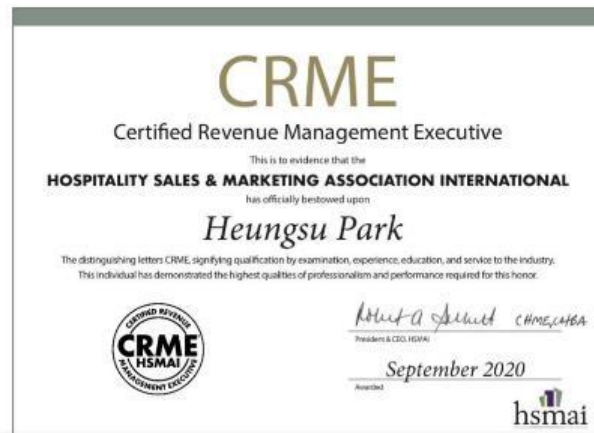 CRME
Certified Revenue Management Executive
This is to evidence that the
HOSPITALITY SALES & MARKETING ASSOCIATION INTERNATIONAL
has officially bestowed upon
Heungsu Park
The distinguishing letters CRME, signifying qualification by examination, experience, education, and service to the industry.
This individual has demonstrated the highest qualities of professionalism and performance required for this honor.
CERTIFIED REVENUE
CRME
HSMAI
MANAGEMENT EXECUTIVE
Robert A CHME, CHBA
President & CEO, HSMAI
September 2020
Awarded
hsmai